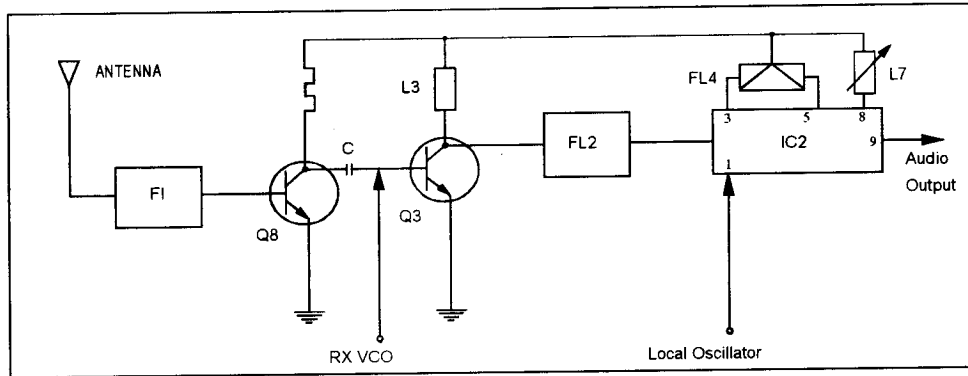 ANTENNA
FI
Q8
C
L3
Q3
RX VCO
FL2
FL4
L7
3
5
8
IC2
9
1
Audio
Output
Local Oscillator